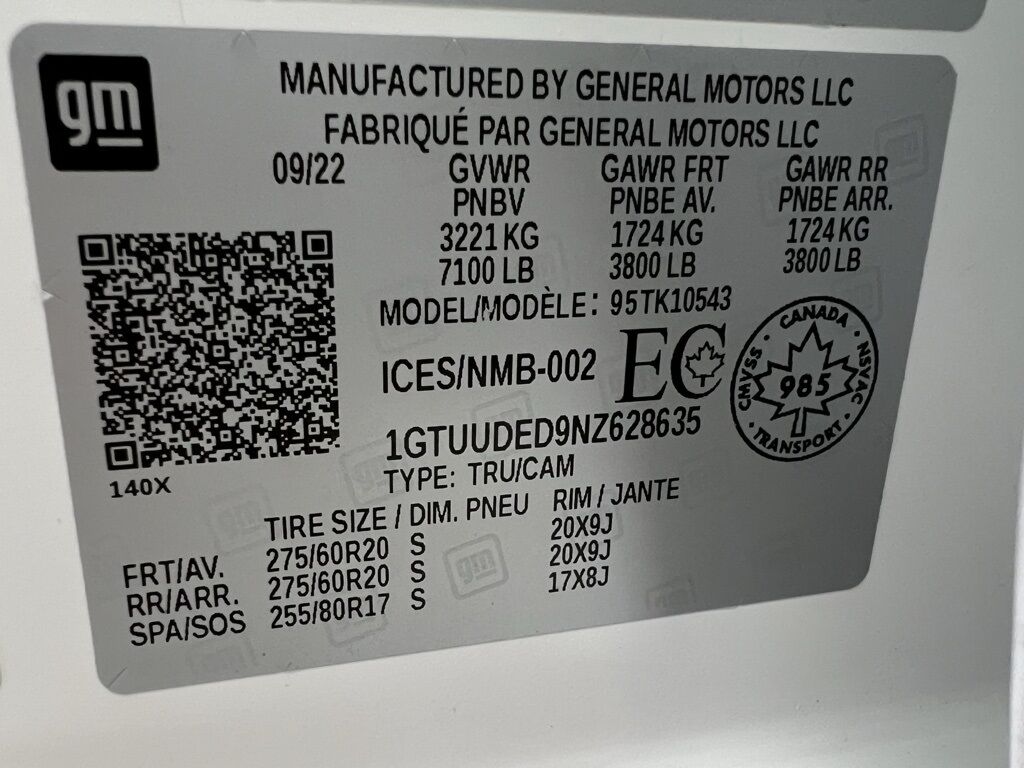 gm
MANUFACTURED BY GENERAL MOTORS LLC
FABRIQUÉ PAR GENERAL MOTORS LLC
09/22 GVWR GAWR FRT GAWR RR
PNBV PNBE AV. PNBE ARR.
3221 KG 1724 KG 1724 KG
7100 LB 3800 LB 3800 LB
MODEL/MODÈLE: 95TK10543
ICES/NMB-002 EC
CANADA · NSVAC · TRANSPORT · CMVSS ·
985
1GTUUDED9NZ628635
TYPE: TRU/CAM
140X
TIRE SIZE / DIM. PNEU RIM / JANTE
FRT/AV. 275/60R20 S 20X9J
RR/ARR. 275/60R20 S 20X9J
SPA/SOS 255/80R17 S 17X8J
gm
gm
gm